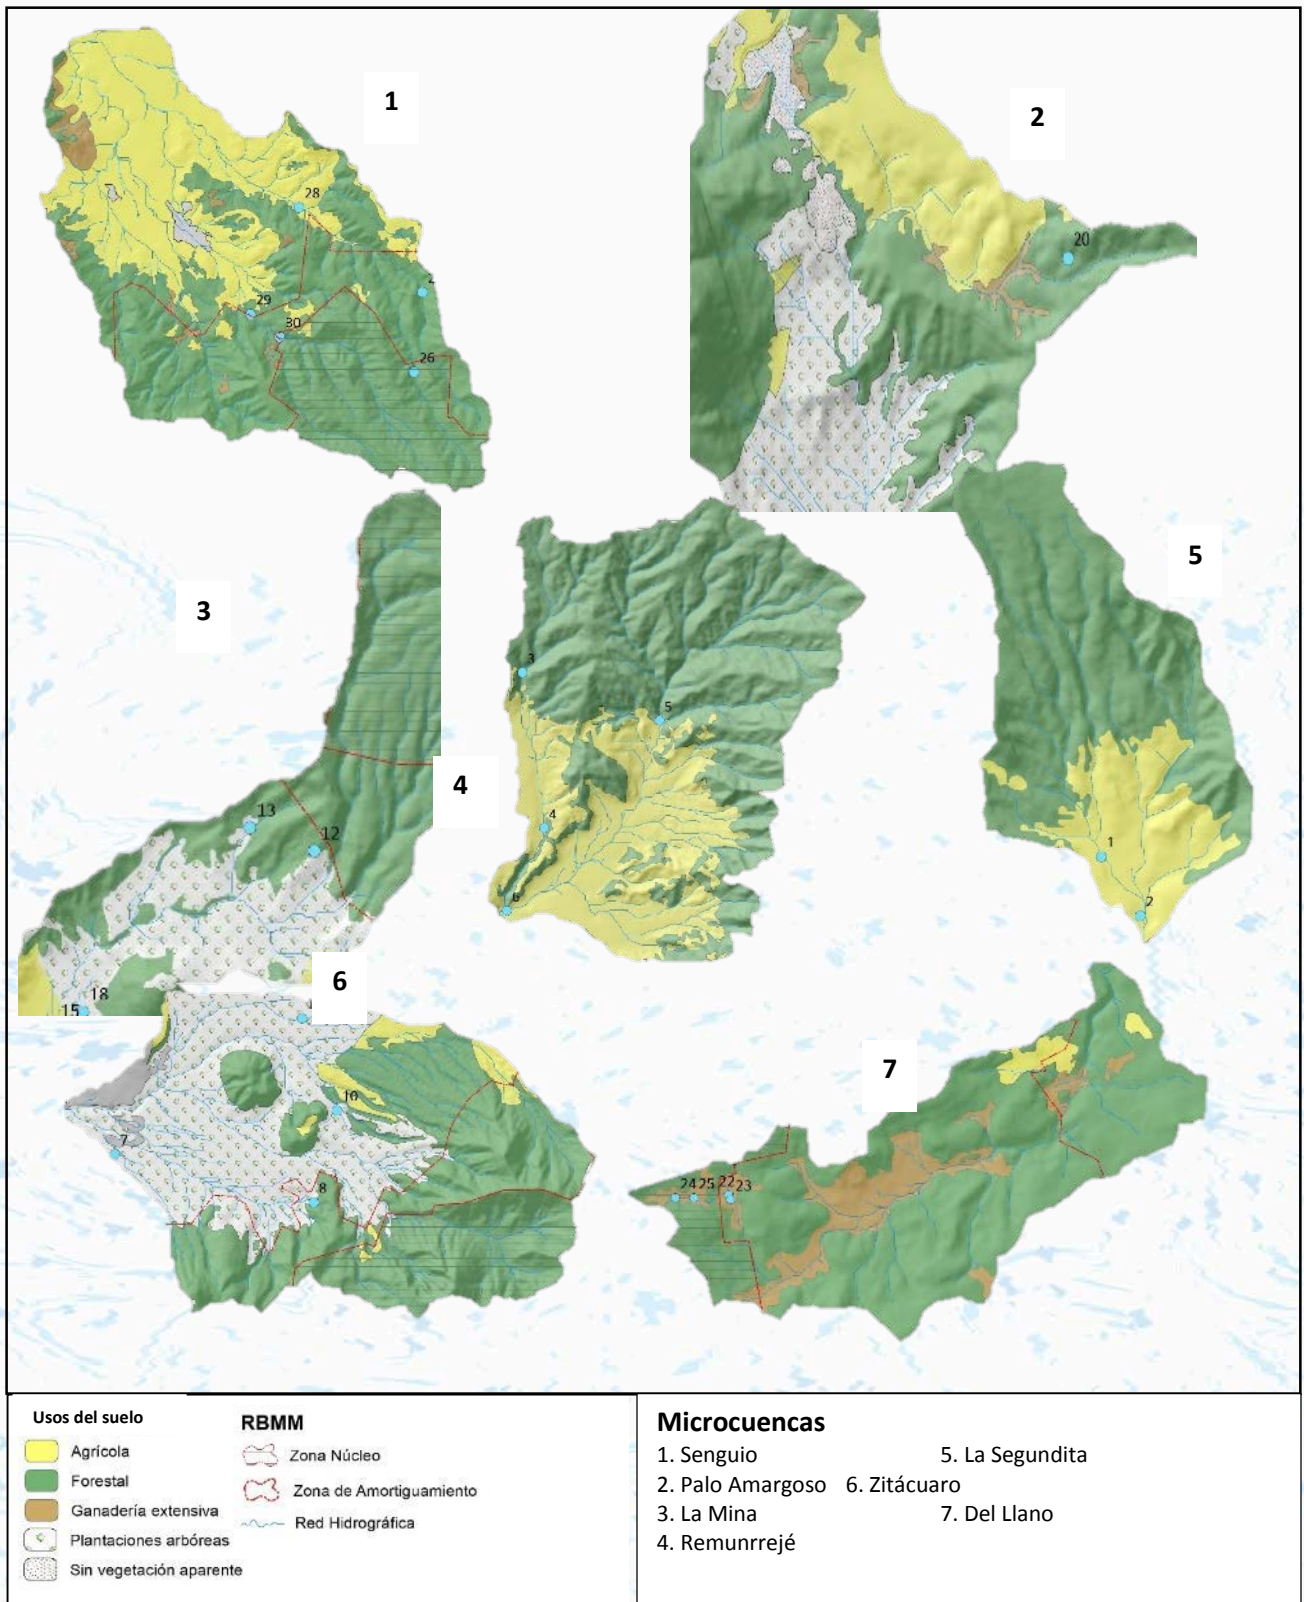 1
2
28
20
2
29
30
26
5
3
3
5
13
4
12
4
1
6
2
18
15
6
7
10
7
24 25 22 23
8
Usos del suelo
Agrícola
Forestal
Ganadería extensiva
Plantaciones arbóreas
Sin vegetación aparente
RBMM
Zona Núcleo
Zona de Amortiguamiento
Red Hidrográfica
Microcuencas
1. Senguio 5. La Segundita
2. Palo Amargoso 6. Zitácuaro
3. La Mina 7. Del Llano
4. Remunrrejé